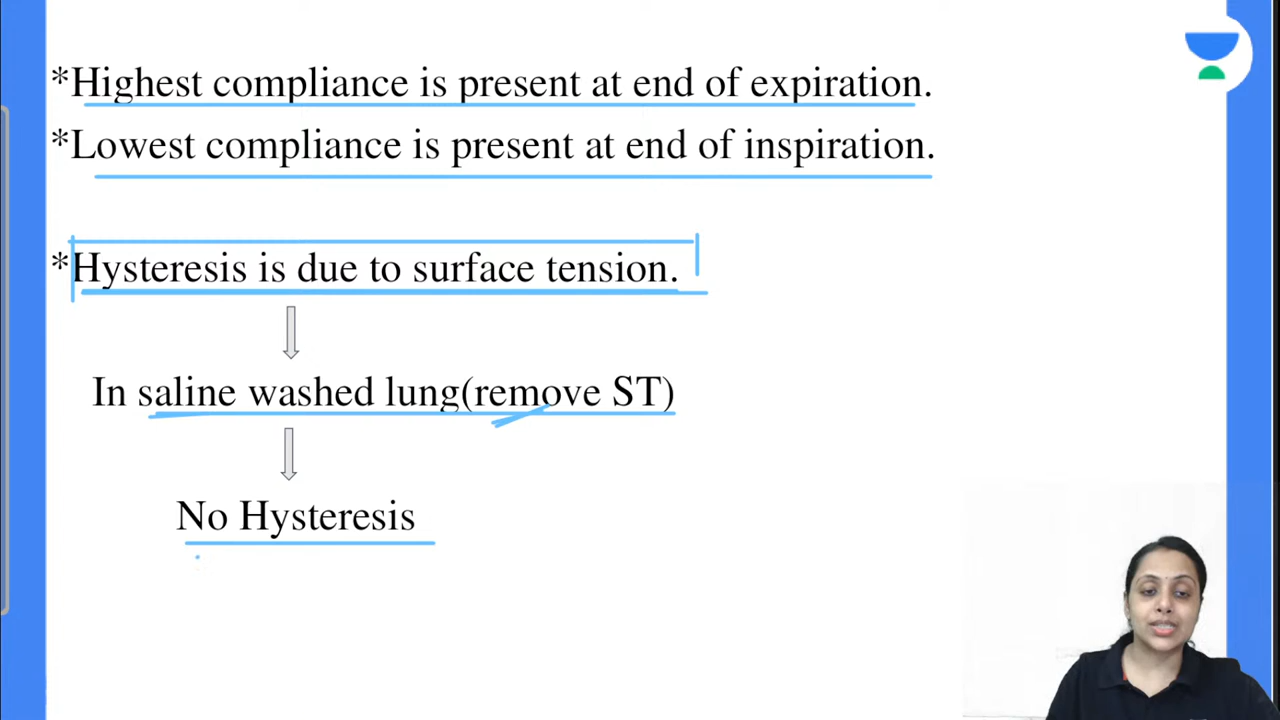 *Highest compliance is present at end of expiration.
*Lowest compliance is present at end of inspiration.
*Hysteresis is due to surface tension.
In saline washed lung(remove ST)
No Hysteresis